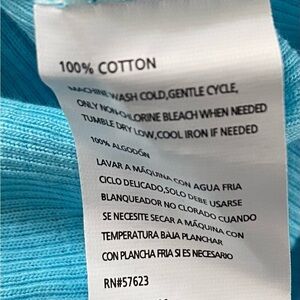 100% COTTON
MACHINE WASH COLD,GENTLE CYCLE,
ONLY NON-CHLORINE BLEACH WHEN NEEDED
TUMBLE DRY LOW,COOL IRON IF NEEDED
100% ALGODÓN
LAVAR A MÁQUINA CON AGUA FRIA
CICLO DELICADO,SOLO DEBE USARSE
BLANQUEADOR NO CLORADO CUANDO
SE NECESITE SECAR A MÁQUINA CON
TEMPERATURA BAJA PLANCHAR
CON PLANCHA FRIA SI ES NECESARIO
RN#57623